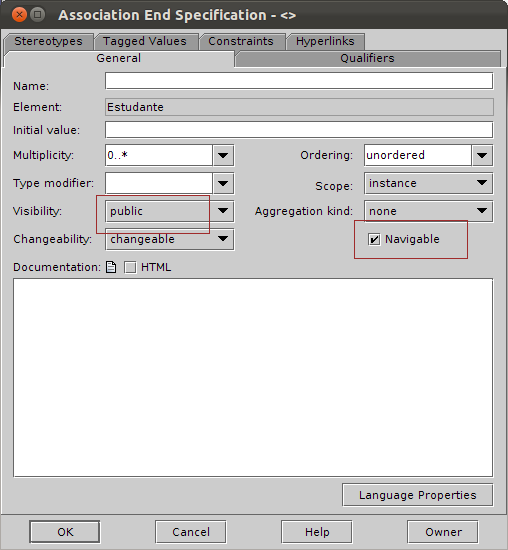 Association End Specification - <>
Stereotypes Tagged Values Constraints Hyperlinks
General Qualifiers
Name:
Element: Estudante
Initial value:
Multiplicity: 0..* Ordering: unordered
Type modifier: Scope: instance
Visibility: public Aggregation kind: none
Changeability: changeable Navigable
Documentation: HTML
Language Properties
OK Cancel Help Owner